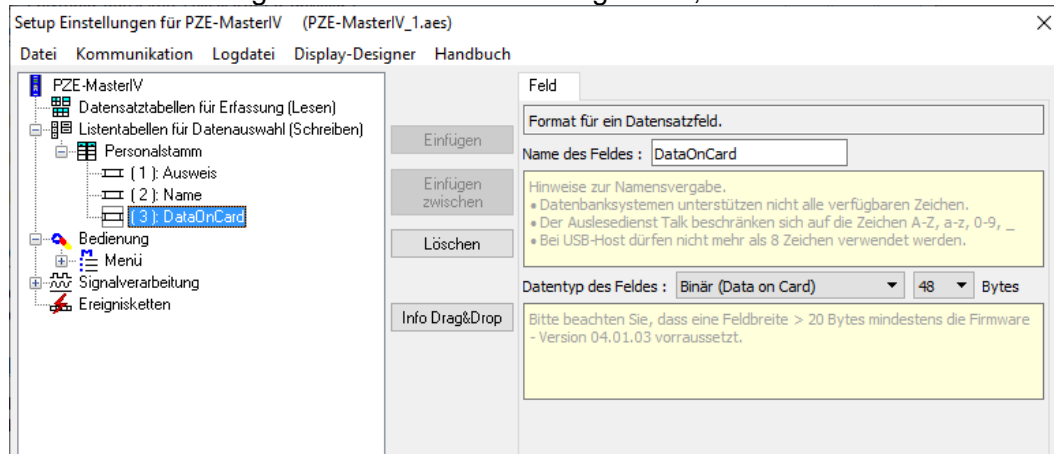 Setup Einstellungen für PZE-MasterIV (PZE-MasterIV_1.aes)
Datei Kommunikation Logdatei Display-Designer Handbuch
PZE-MasterIV
Datensatztabellen für Erfassung (Lesen)
Listentabellen für Datenauswahl (Schreiben)
Personalstamm
( 1 ): Ausweis
( 2 ): Name
( 3 ): DataOnCard
Bedienung
Menü
Signalverarbeitung
Ereignisketten
Einfügen
Einfügen
zwischen
Löschen
Info Drag&Drop
Feld
Format für ein Datensatzfeld.
Name des Feldes : DataOnCard
Hinweise zur Namensvergabe.
• Datenbanksystemen unterstützen nicht alle verfügbaren Zeichen.
• Der Auslesedienst Talk beschränken sich auf die Zeichen A-Z, a-z, 0-9, _
• Bei USB-Host dürfen nicht mehr als 8 Zeichen verwendet werden.
Datentyp des Feldes : Binär (Data on Card) 48 Bytes
Bitte beachten Sie, dass eine Feldbreite > 20 Bytes mindestens die Firmware
- Version 04.01.03 vorraussetzt.